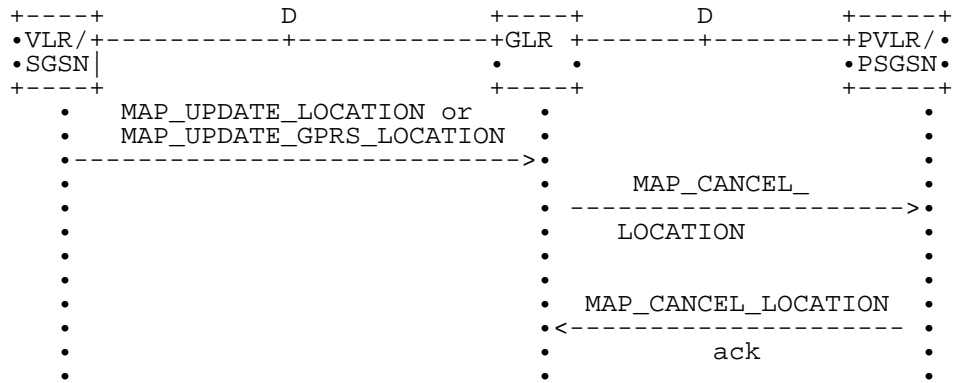 +----+ D +----+ D +-----+
•VLR/+-----------+------------+GLR +-------+--------+PVLR/•
•SGSN| • • •PSGSN•
+----+ +----+ +-----+
• MAP_UPDATE_LOCATION or • •
• MAP_UPDATE_GPRS_LOCATION • •
•---------------------------->• •
• • MAP_CANCEL_ •
• • --------------------->•
• • LOCATION •
• • •
• • •
• • MAP_CANCEL_LOCATION •
• •<--------------------- •
• • ack •
• • •